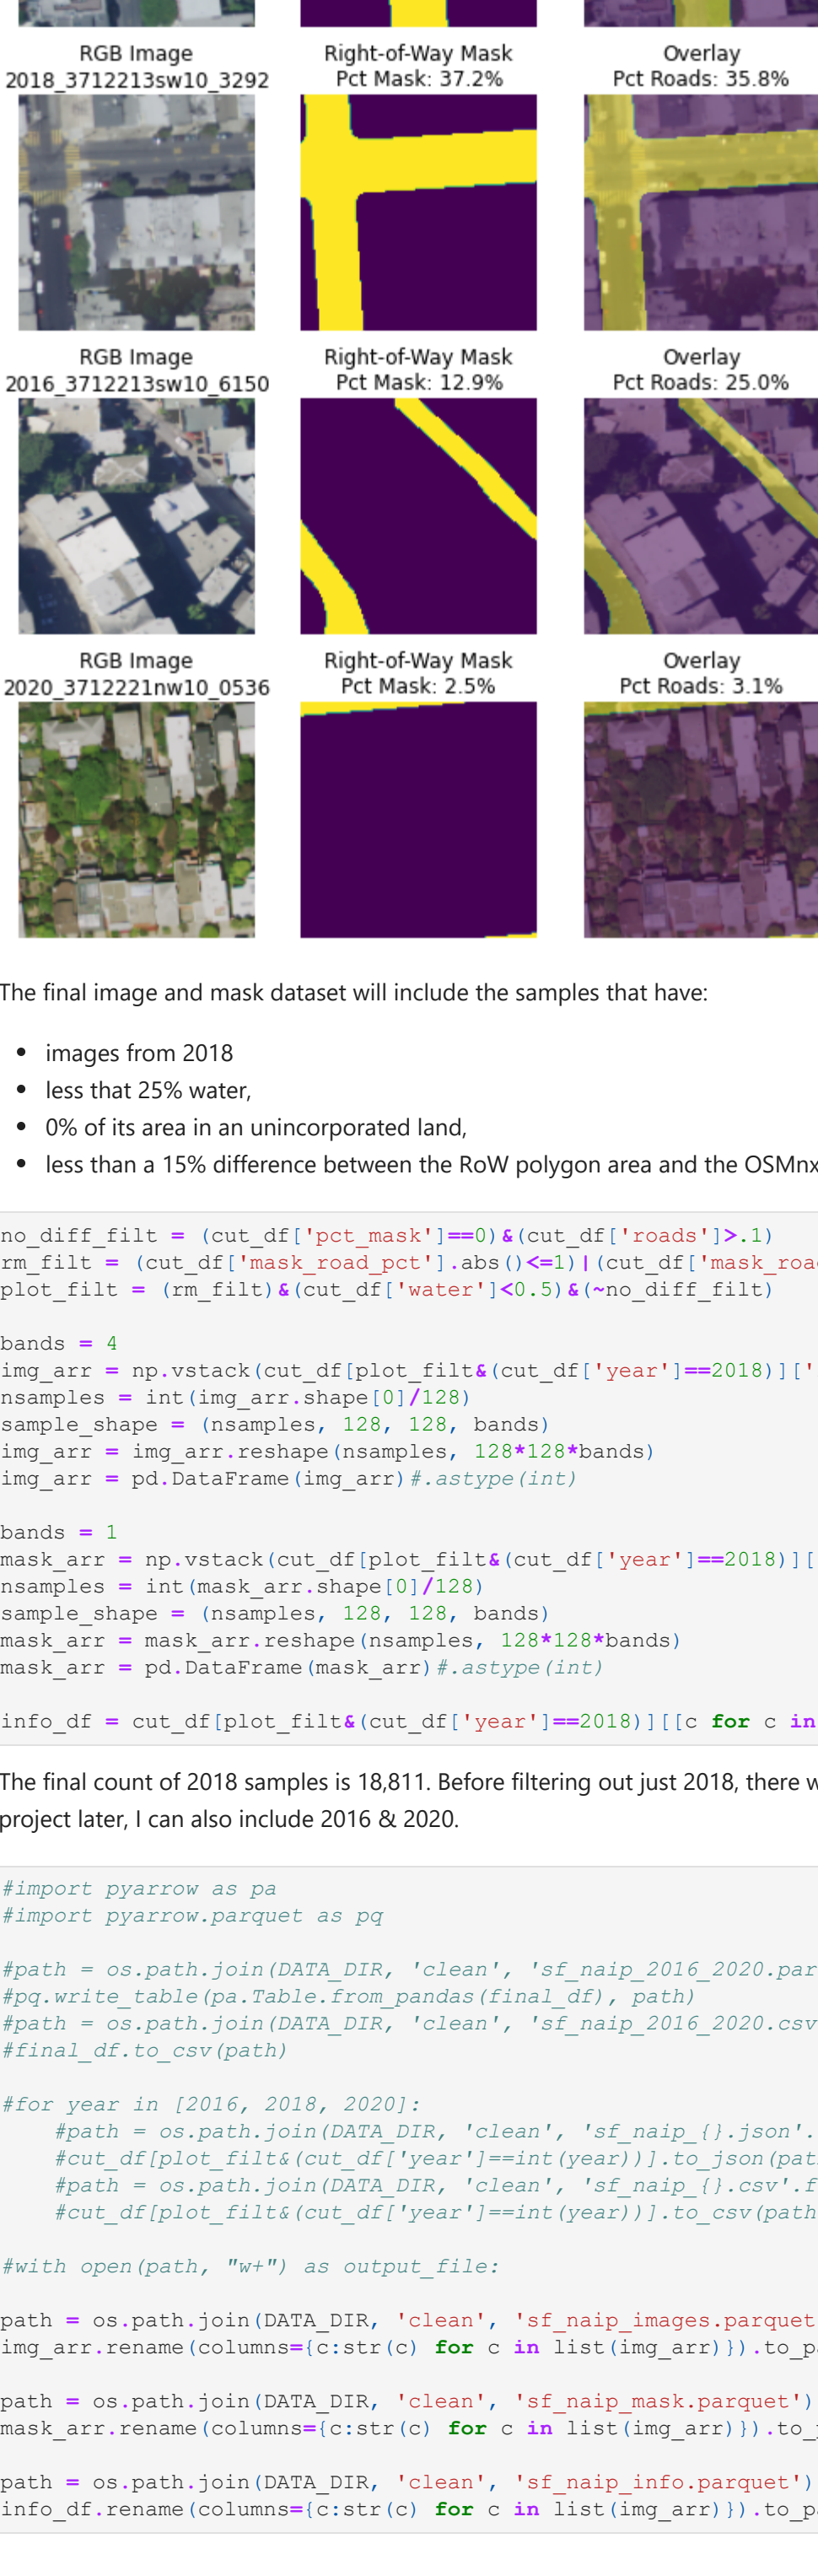 RGB Image
2018_3712213sw10_3292
Right-of-Way Mask
Pct Mask: 37.2%
Overlay
Pct Roads: 35.8%
RGB Image
2016_3712213sw10_6150
Right-of-Way Mask
Pct Mask: 12.9%
Overlay
Pct Roads: 25.0%
RGB Image
2020_3712221nw10_0536
Right-of-Way Mask
Pct Mask: 2.5%
Overlay
Pct Roads: 3.1%
The final image and mask dataset will include the samples that have:
• images from 2018
• less that 25% water,
• 0% of its area in an unincorporated land,
• less than a 15% difference between the RoW polygon area and the OSMnx
no_diff_filt = (cut_df['pct_mask']==0)&(cut_df['roads']>.1)
rm_filt = (cut_df['mask_road_pct'].abs()<=1)|(cut_df['mask_roa
plot_filt = (rm_filt)&(cut_df['water']<0.5)&(~no_diff_filt)
bands = 4
img_arr = np.vstack(cut_df[plot_filt&(cut_df['year']==2018)]['
nsamples = int(img_arr.shape[0]/128)
sample_shape = (nsamples, 128, 128, bands)
img_arr = img_arr.reshape(nsamples, 128*128*bands)
img_arr = pd.DataFrame(img_arr)#.astype(int)
bands = 1
mask_arr = np.vstack(cut_df[plot_filt&(cut_df['year']==2018)][
nsamples = int(mask_arr.shape[0]/128)
sample_shape = (nsamples, 128, 128, bands)
mask_arr = mask_arr.reshape(nsamples, 128*128*bands)
mask_arr = pd.DataFrame(mask_arr)#.astype(int)
info_df = cut_df[plot_filt&(cut_df['year']==2018)][[c for c in
The final count of 2018 samples is 18,811. Before filtering out just 2018, there w
project later, I can also include 2016 & 2020.
#import pyarrow as pa
#import pyarrow.parquet as pq
#path = os.path.join(DATA_DIR, 'clean', 'sf_naip_2016_2020.par
#pq.write_table(pa.Table.from_pandas(final_df), path)
#path = os.path.join(DATA_DIR, 'clean', 'sf_naip_2016_2020.csv
#final_df.to_csv(path)
#for year in [2016, 2018, 2020]:
    #path = os.path.join(DATA_DIR, 'clean', 'sf_naip_{}.json'.
    #cut_df[plot_filt&(cut_df['year']==int(year))].to_json(pat
    #path = os.path.join(DATA_DIR, 'clean', 'sf_naip_{}.csv'.f
    #cut_df[plot_filt&(cut_df['year']==int(year))].to_csv(path
#with open(path, "w+") as output_file:
path = os.path.join(DATA_DIR, 'clean', 'sf_naip_images.parquet
img_arr.rename(columns={c:str(c) for c in list(img_arr)}).to_p
path = os.path.join(DATA_DIR, 'clean', 'sf_naip_mask.parquet')
mask_arr.rename(columns={c:str(c) for c in list(img_arr)}).to_
path = os.path.join(DATA_DIR, 'clean', 'sf_naip_info.parquet')
info_df.rename(columns={c:str(c) for c in list(img_arr)}).to_p